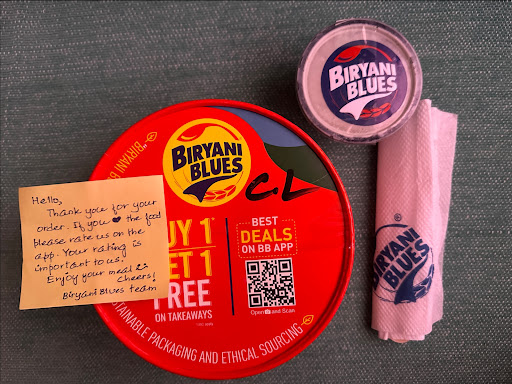 BIRYANI
BLUES
"BIRYANI B
BIRYANI
BLUES
C.L
Hello,
Thank you for your
order. If you ♥ the food
please rate us on the
app. Your rating is
important to us.
Enjoy your meal &
Cheers!
Biryani Blues team
UY 1*
ET 1
FREE
ON TAKEAWAYS
BEST
DEALS
ON BB APP
Open and Scan
TAINABLE PACKAGING AND ETHICAL SOURCING
®
BIRYANI
BLUES